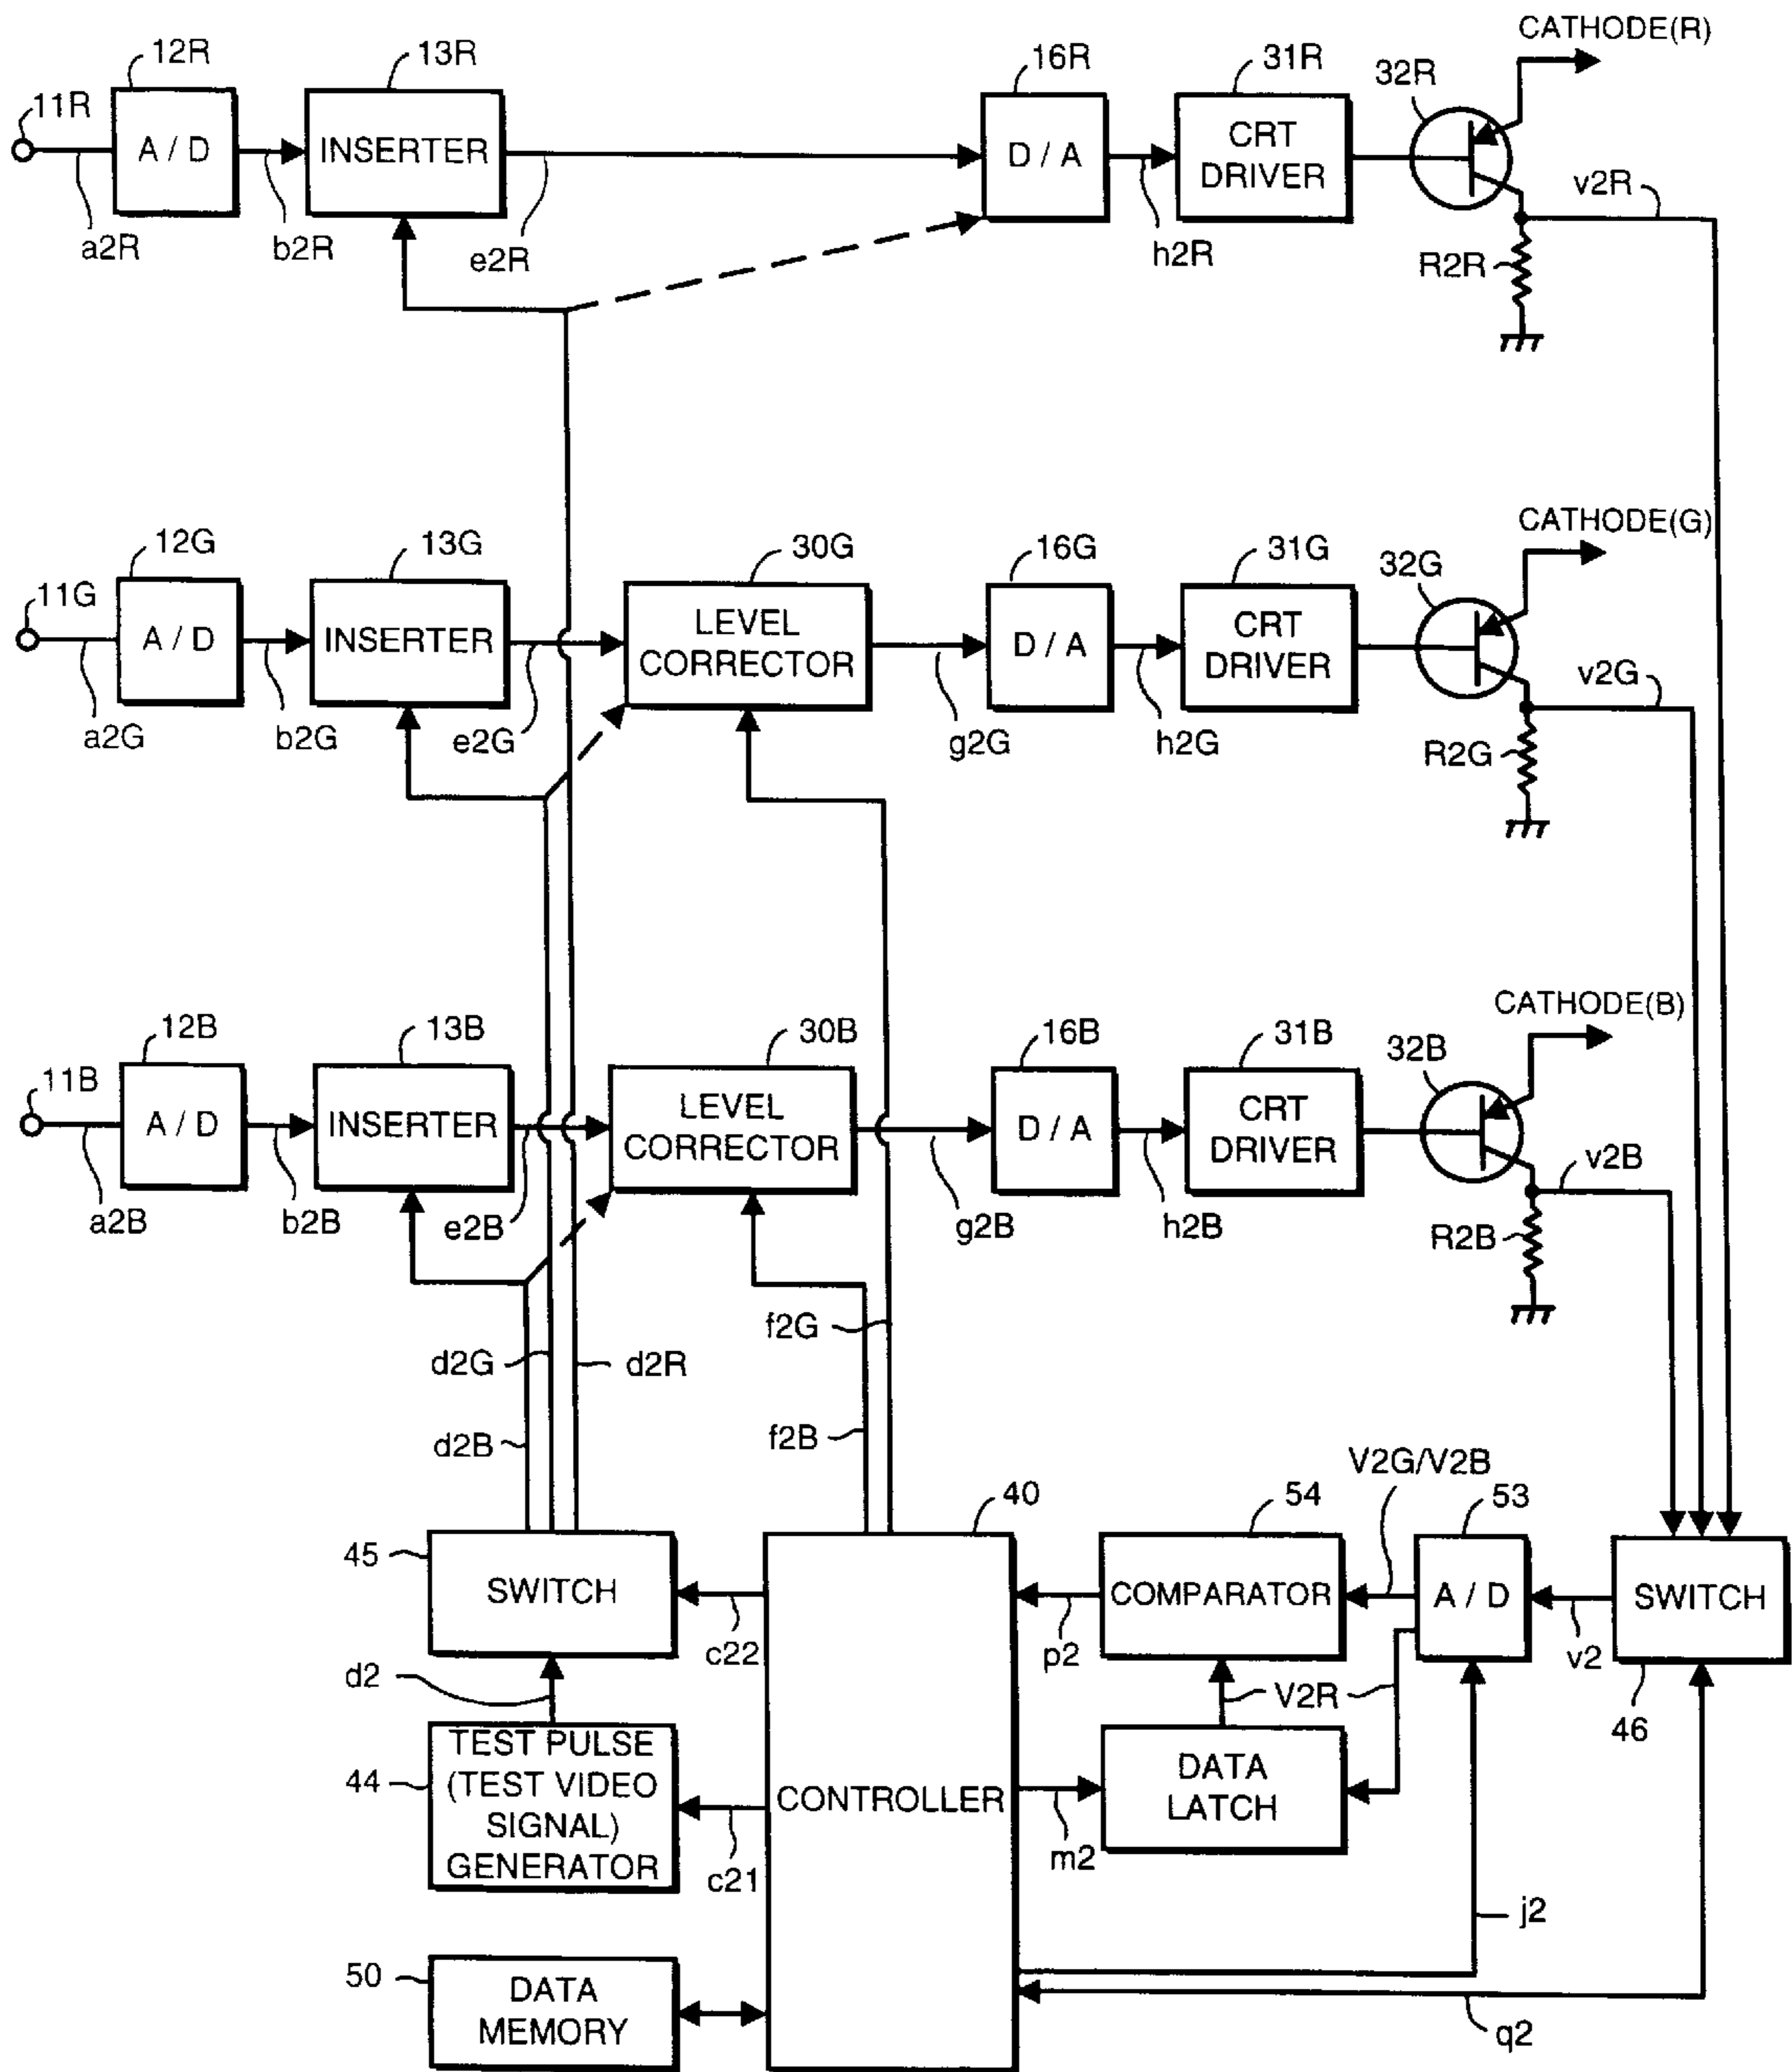 CATHODE(R)
12R
13R
16R
31R
32R
11R
A / D
INSERTER
D / A
CRT
DRIVER
v2R
a2R
b2R
e2R
h2R
R2R
CATHODE(G)
12G
13G
30G
16G
31G
32G
11G
A / D
INSERTER
LEVEL
CORRECTOR
D / A
CRT
DRIVER
v2G
a2G
b2G
e2G
g2G
h2G
R2G
CATHODE(B)
12B
13B
30B
16B
31B
32B
11B
A / D
INSERTER
LEVEL
CORRECTOR
D / A
CRT
DRIVER
v2B
a2B
b2B
e2B
g2B
h2B
R2B
f2G
d2G
d2R
d2B
f2B
V2G/V2B
40
54
53
45
SWITCH
COMPARATOR
A / D
SWITCH
c22
p2
v2
d2
V2R
46
44
TEST PULSE
(TEST VIDEO
SIGNAL)
GENERATOR
CONTROLLER
DATA
LATCH
c21
m2
j2
50
DATA
MEMORY
q2